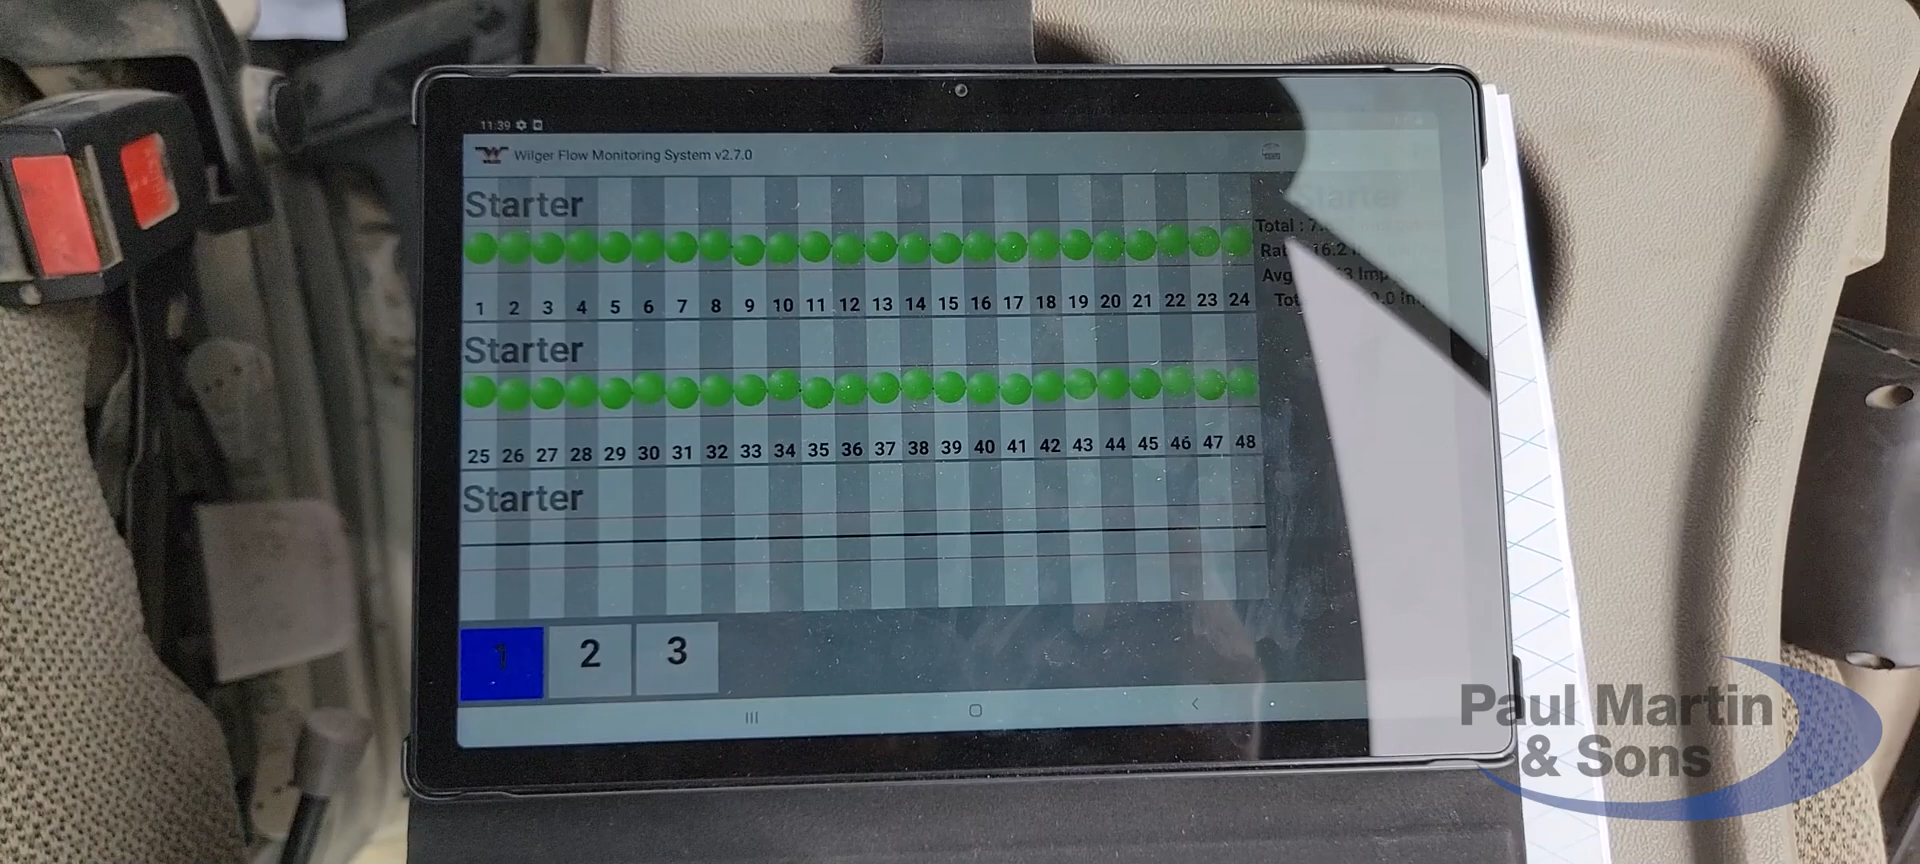 11:39
Wilger Flow Monitoring System v2.7.0
Starter
1 2 3 4 5 6 7 8 9 10 11 12 13 14 15 16 17 18 19 20 21 22 23 24
Starter
25 26 27 28 29 30 31 32 33 34 35 36 37 38 39 40 41 42 43 44 45 46 47 48
Starter
1 2 3
Starter
Total :
16.2
Paul Martin
& Sons